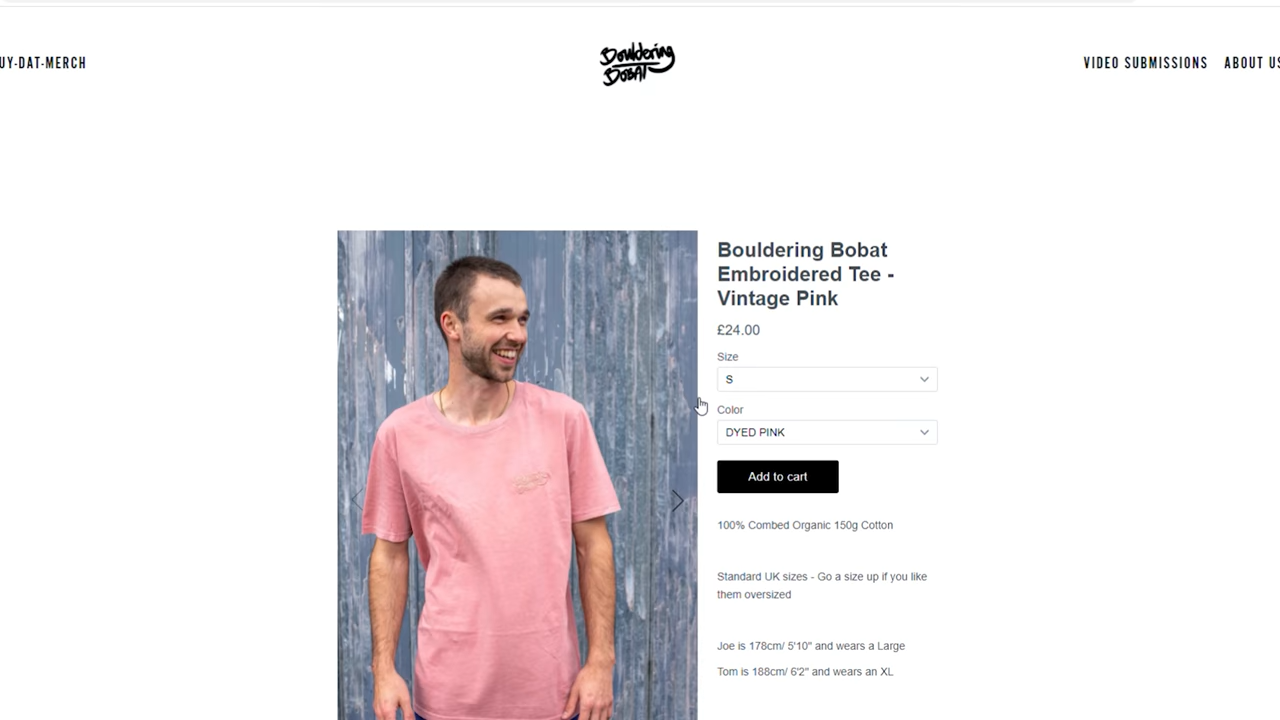 UY-DAT-MERCH
Bouldering
BOBAT
VIDEO SUBMISSIONS
ABOUT US
Bouldering Bobat
Embroidered Tee -
Vintage Pink
£24.00
Size
S
Color
DYED PINK
Add to cart
100% Combed Organic 150g Cotton
Standard UK sizes - Go a size up if you like
them oversized
Joe is 178cm/ 5'10" and wears a Large
Tom is 188cm/ 6'2" and wears an XL